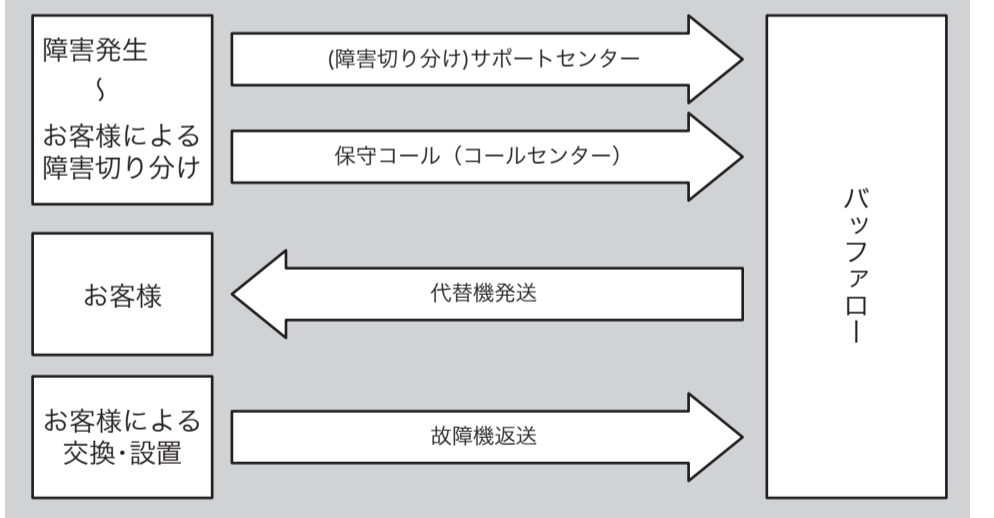 障害発生
〜
お客様による
障害切り分け
(障害切り分け)サポートセンター
保守コール（コールセンター）
お客様
代替機発送
お客様による
交換・設置
故障機返送
バッファロー